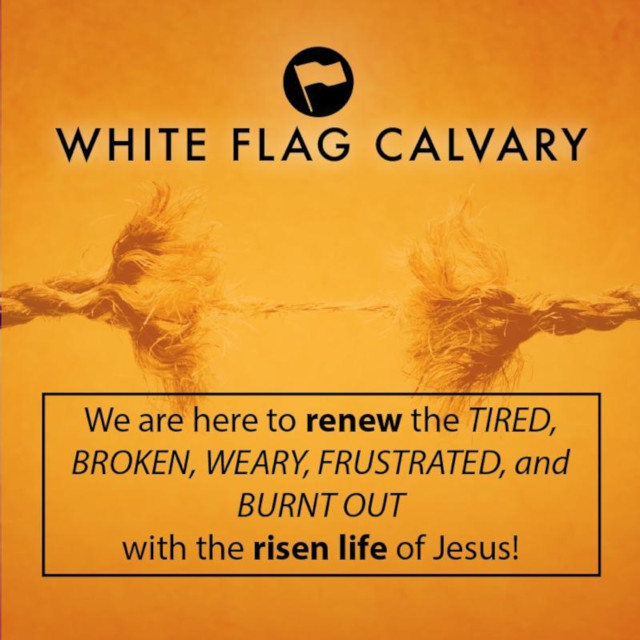 WHITE FLAG CALVARY
We are here to renew the TIRED,
BROKEN, WEARY, FRUSTRATED, and
BURNT OUT
with the risen life of Jesus!